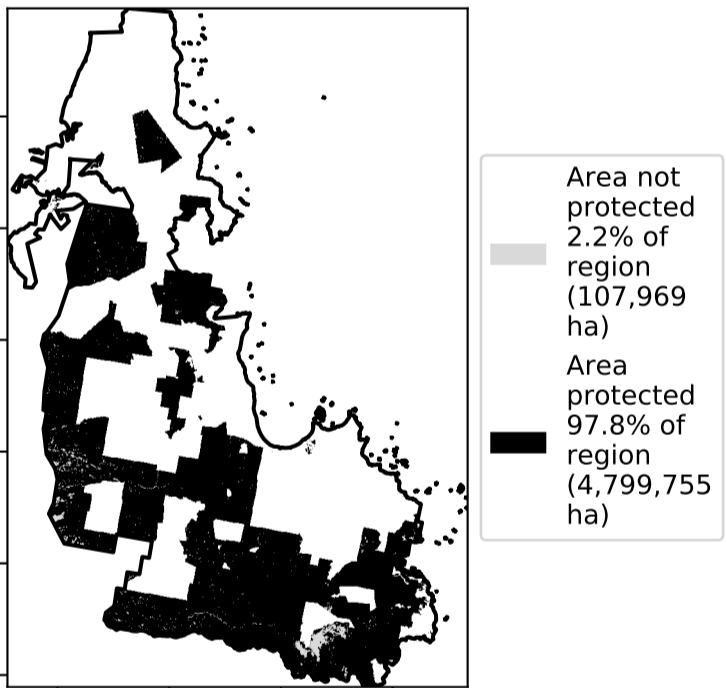 Area not
protected
2.2% of
region
(107,969
ha)
Area
protected
97.8% of
region
(4,799,755
ha)